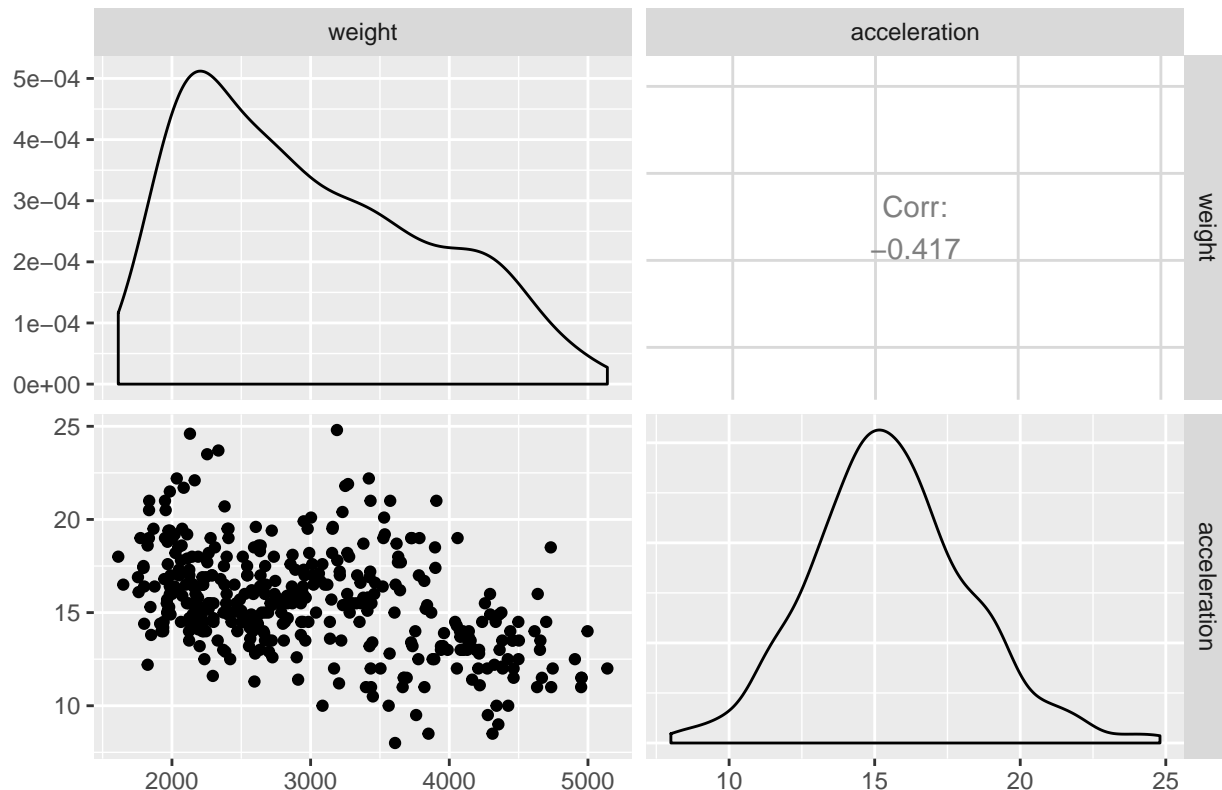 weight
acceleration
5e−04
4e−04
3e−04
2e−04
1e−04
0e+00
Corr:
−0.417
weight
25
20
15
10
acceleration
2000
3000
4000
5000
10
15
20
25